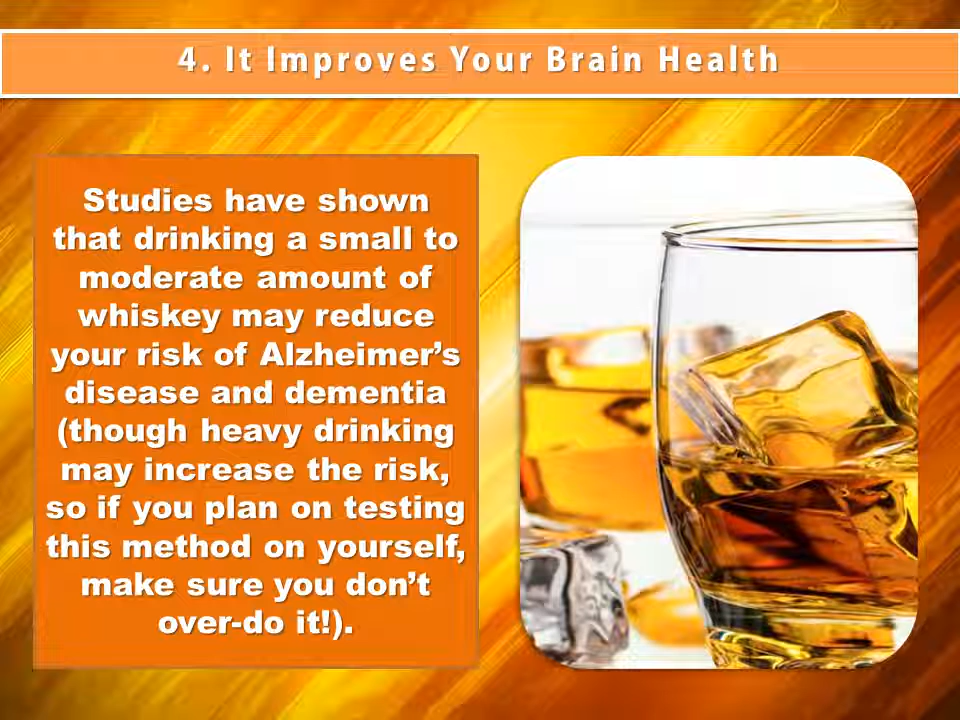 4. It Improves Your Brain Health
Studies have shown
that drinking a small to
moderate amount of
whiskey may reduce
your risk of Alzheimer’s
disease and dementia
(though heavy drinking
may increase the risk,
so if you plan on testing
this method on yourself,
make sure you don’t
over-do it!).